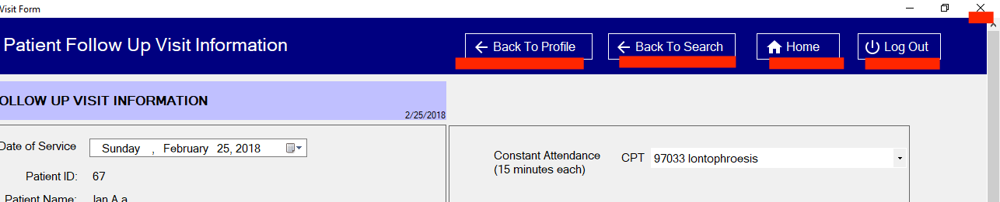 Visit Form
Patient Follow Up Visit Information
Back To Profile
Back To Search
Home
Log Out
OLLOW UP VISIT INFORMATION
2/25/2018
Date of Service
Sunday , February 25, 2018
Patient ID: 67
Patient Name: Ian A a
Constant Attendance
(15 minutes each)
CPT 97033 Iontophroesis